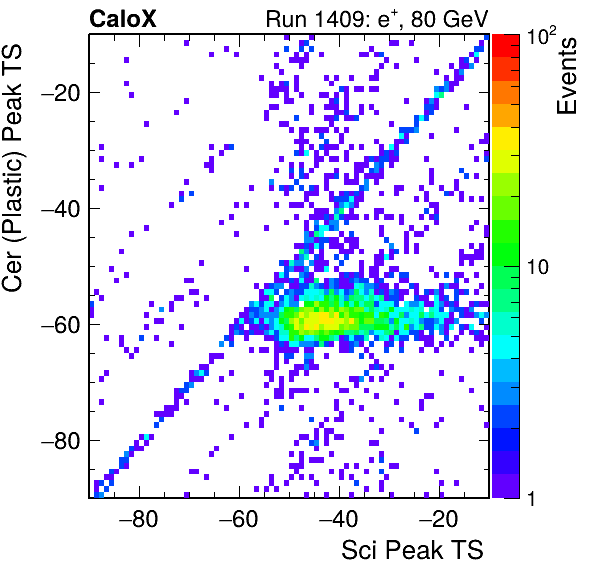 CaloX
Run 1409: e+, 80 GeV
Cer (Plastic) Peak TS
−20
−40
−60
−80
−80
−60
−40
−20
Sci Peak TS
10²
10
1
Events